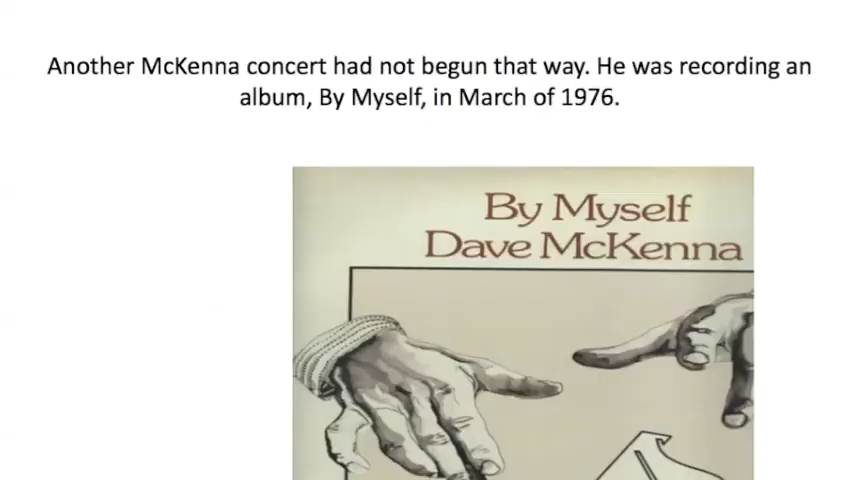 Another McKenna concert had not begun that way. He was recording an
album, By Myself, in March of 1976.
By Myself
Dave McKenna